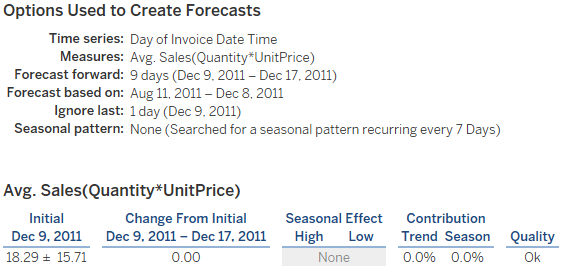 Options Used to Create Forecasts
Time series: Day of Invoice Date Time
Measures: Avg. Sales(Quantity*UnitPrice)
Forecast forward: 9 days (Dec 9, 2011 – Dec 17, 2011)
Forecast based on: Aug 11, 2011 – Dec 8, 2011
Ignore last: 1 day (Dec 9, 2011)
Seasonal pattern: None (Searched for a seasonal pattern recurring every 7 Days)
Avg. Sales(Quantity*UnitPrice)
Initial Change From Initial Seasonal Effect Contribution
Dec 9, 2011 Dec 9, 2011 – Dec 17, 2011 High Low Trend Season Quality
18.29 ± 15.71 0.00 None 0.0% 0.0% Ok